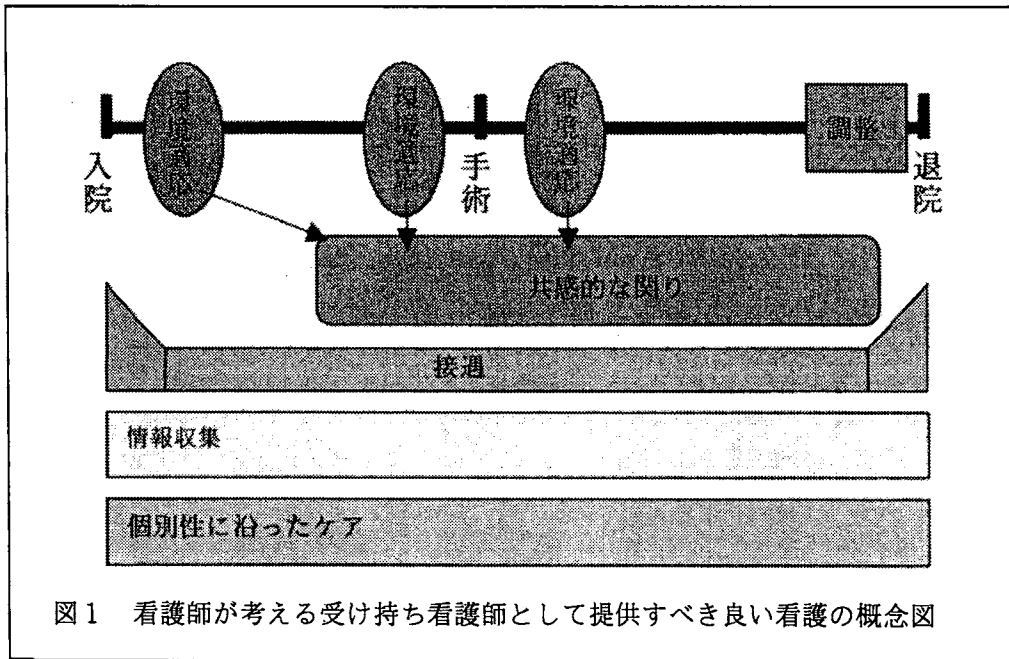 環境適応
環境適応
環境適応
調整
入院
手術
退院
共感的な関り
接遇
情報収集
個別性に沿ったケア
図1 看護師が考える受け持ち看護師として提供すべき良い看護の概念図